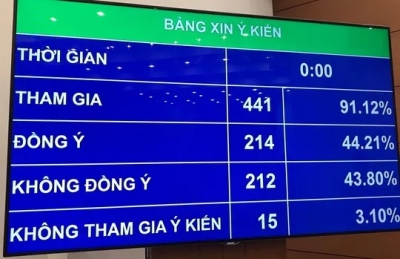 BẢNG XIN Ý KIẾN
THỜI GIAN 0:00
THAM GIA 441 91.12%
ĐỒNG Ý 214 44.21%
KHÔNG ĐỒNG Ý 212 43.80%
KHÔNG THAM GIA Ý KIẾN 15 3.10%